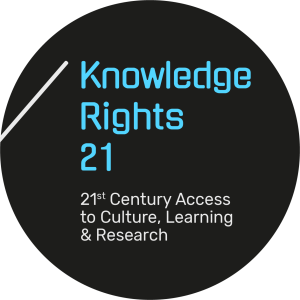 Knowledge
Rights
21
21st Century Access
to Culture, Learning
& Research